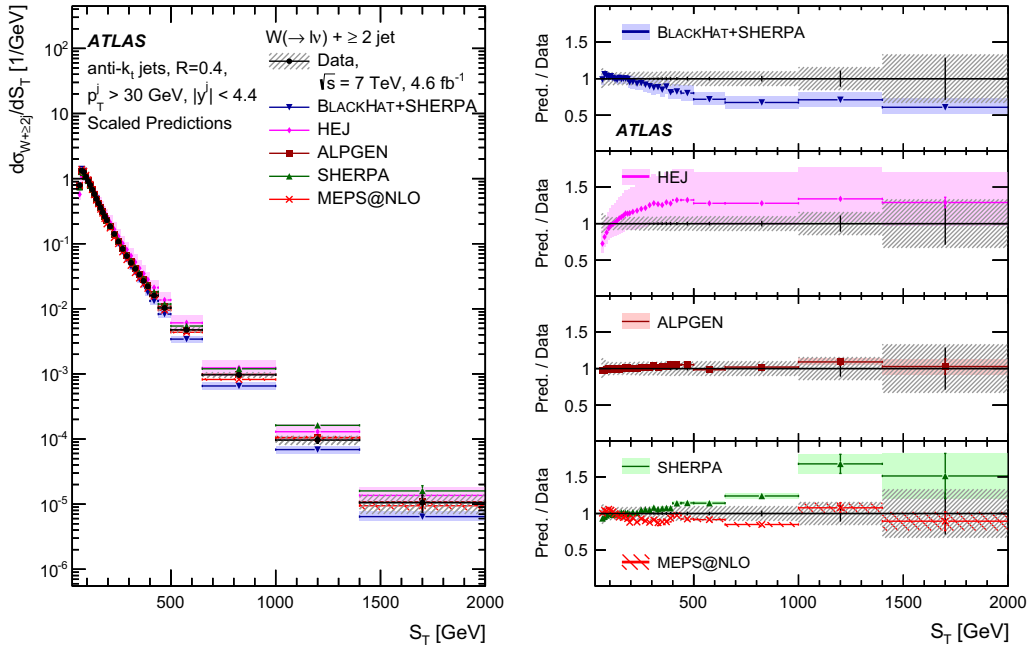 dσ_{W+≥2j}/dS_T [1/GeV]
10^2
10
1
10^-1
10^-2
10^-3
10^-4
10^-5
10^-6
ATLAS
anti-k_t jets, R=0.4,
p_T^j > 30 GeV, |y^j| < 4.4
Scaled Predictions
W(→ lν) + ≥ 2 jet
Data,
√s = 7 TeV, 4.6 fb^-1
BLACKHAT+SHERPA
HEJ
ALPGEN
SHERPA
MEPS@NLO
500 1000 1500 2000
S_T [GeV]
Pred. / Data
1.5
1
0.5
BLACKHAT+SHERPA
ATLAS
Pred. / Data
1.5
1
0.5
HEJ
Pred. / Data
1.5
1
0.5
ALPGEN
Pred. / Data
1.5
1
0.5
SHERPA
MEPS@NLO
500 1000 1500 2000
S_T [GeV]